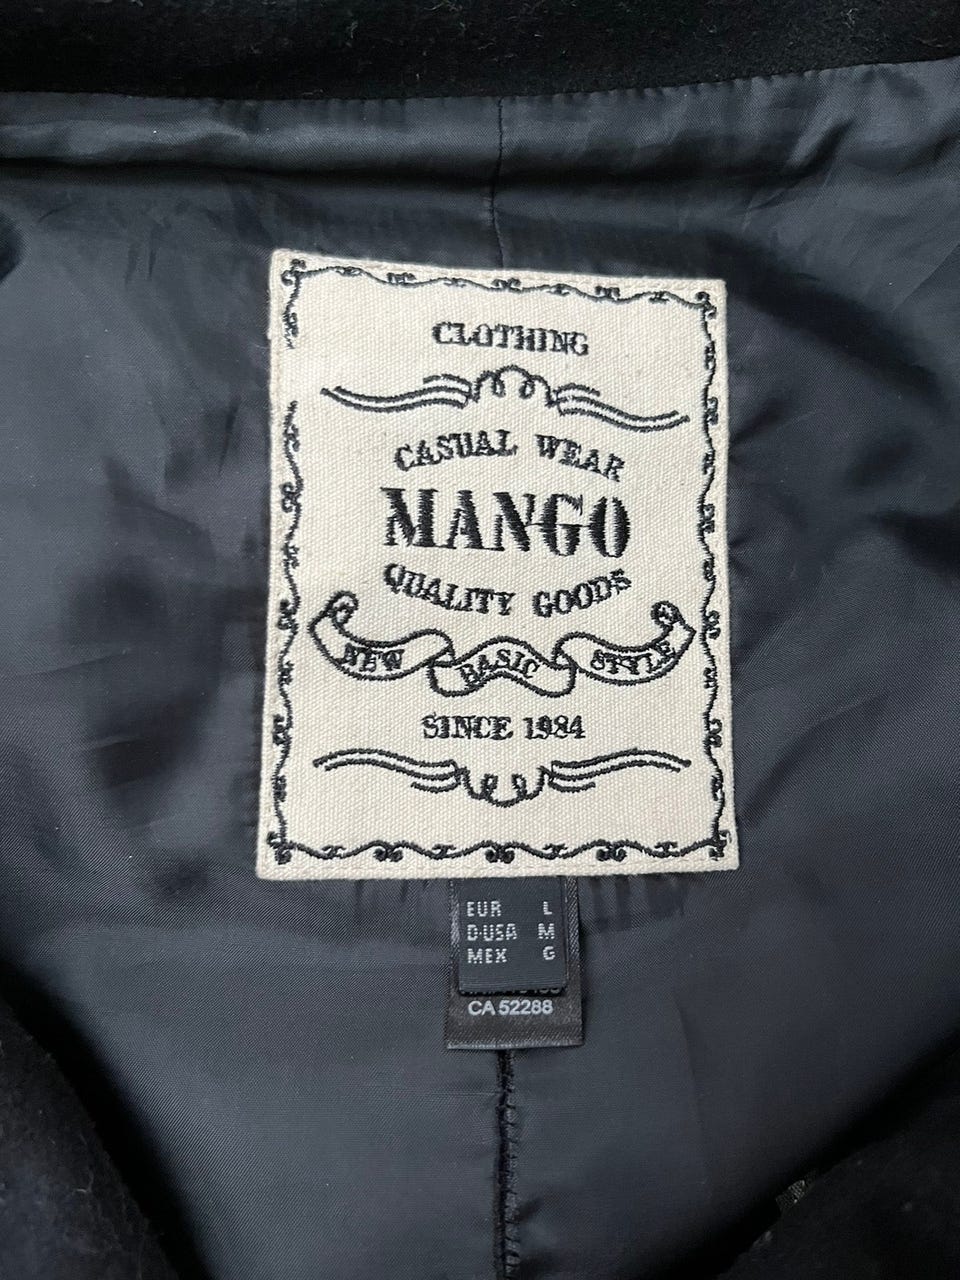 CLOTHING
CASUAL WEAR
MANGO
QUALITY GOODS
NEW BASIC STYLE
SINCE 1984
EUR L
D·USA M
MEX G
CA 52288